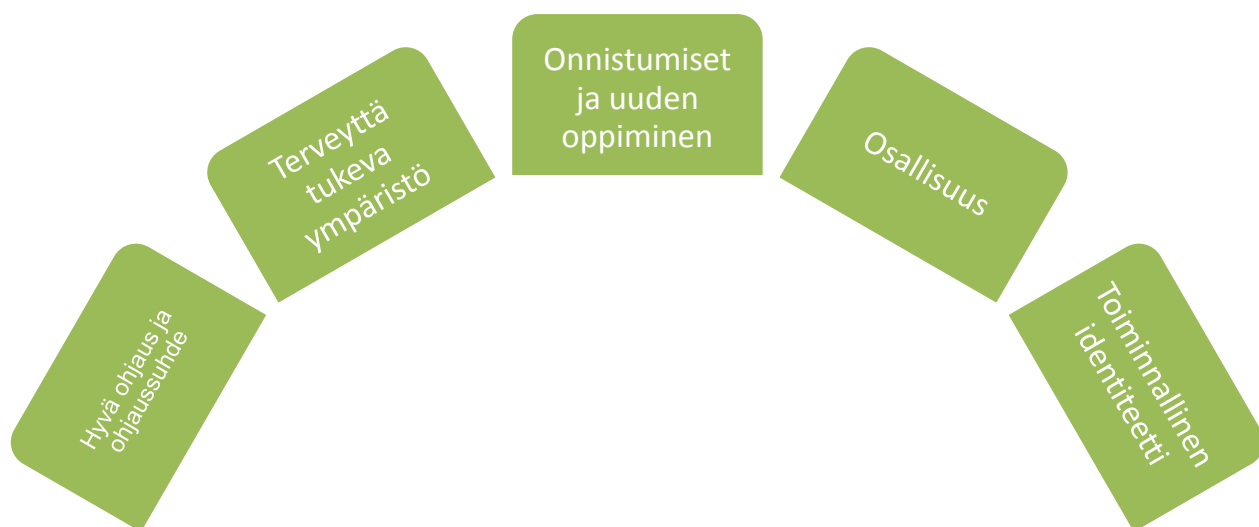 Hyvä ohjaus ja
ohjaussuhde
Terveyttä
tukeva
ympäristö
Onnistumiset
ja uuden
oppiminen
Osallisuus
Toiminnallinen
identiteetti